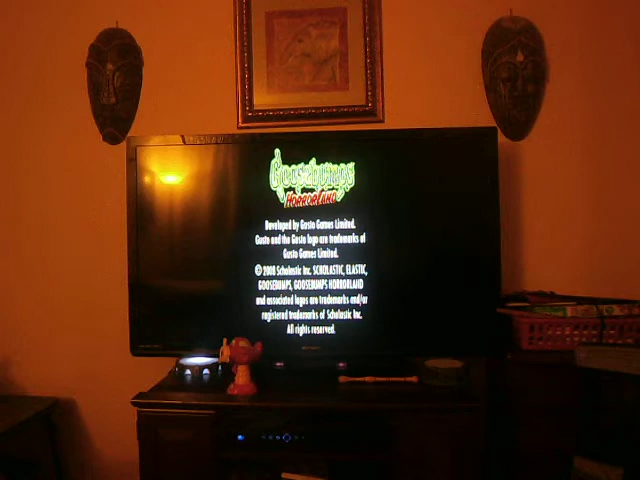 Goosebumps
HORRORLAND
Developed by Gusto Games Limited.
Gusto and the Gusto logo are trademarks of
Gusto Games Limited.
© 2008 Scholastic Inc. SCHOLASTIC, ELASTIC,
GOOSEBUMPS, GOOSEBUMPS HORRORLAND
and associated logos are trademarks and/or
registered trademarks of Scholastic Inc.
All rights reserved.